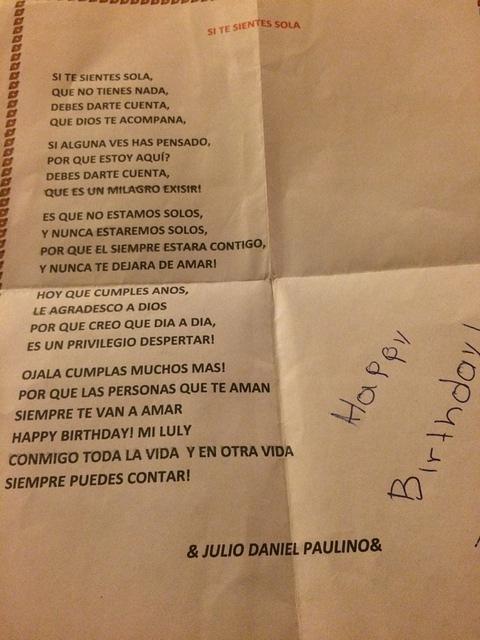 SI TE SIENTES SOLA
SI TE SIENTES SOLA,
QUE NO TIENES NADA,
DEBES DARTE CUENTA,
QUE DIOS TE ACOMPANA,
SI ALGUNA VES HAS PENSADO,
POR QUE ESTOY AQUÍ?
DEBES DARTE CUENTA,
QUE ES UN MILAGRO EXISIR!
ES QUE NO ESTAMOS SOLOS,
Y NUNCA ESTAREMOS SOLOS,
POR QUE EL SIEMPRE ESTARA CONTIGO,
Y NUNCA TE DEJARA DE AMAR!
HOY QUE CUMPLES ANOS,
LE AGRADESCO A DIOS
POR QUE CREO QUE DIA A DIA,
ES UN PRIVILEGIO DESPERTAR!
OJALA CUMPLAS MUCHOS MAS!
POR QUE LAS PERSONAS QUE TE AMAN
SIEMPRE TE VAN A AMAR
HAPPY BIRTHDAY! MI LULY
CONMIGO TODA LA VIDA Y EN OTRA VIDA
SIEMPRE PUEDES CONTAR!
& JULIO DANIEL PAULINO&
Happy
Birthday!